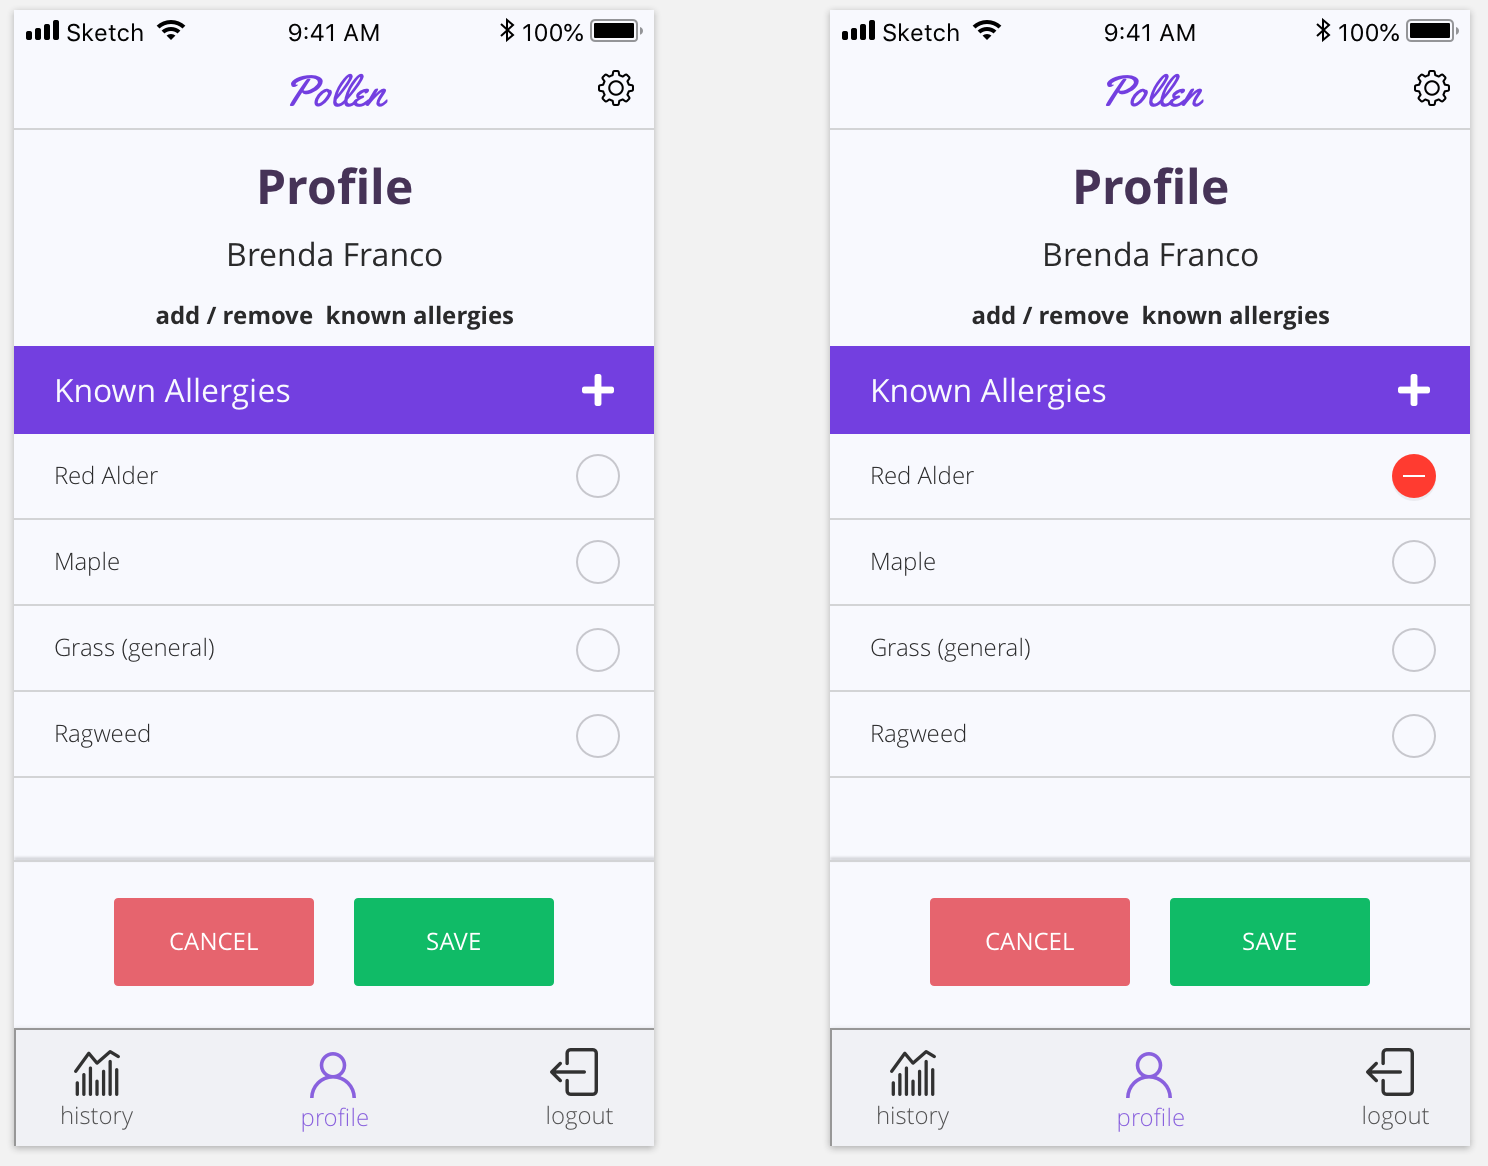 Sketch 9:41 AM 100%
Pollen
Profile
Brenda Franco
add / remove known allergies
Known Allergies
Red Alder
Maple
Grass (general)
Ragweed
CANCEL SAVE
history profile logout
Sketch 9:41 AM 100%
Pollen
Profile
Brenda Franco
add / remove known allergies
Known Allergies
Red Alder
Maple
Grass (general)
Ragweed
CANCEL SAVE
history profile logout